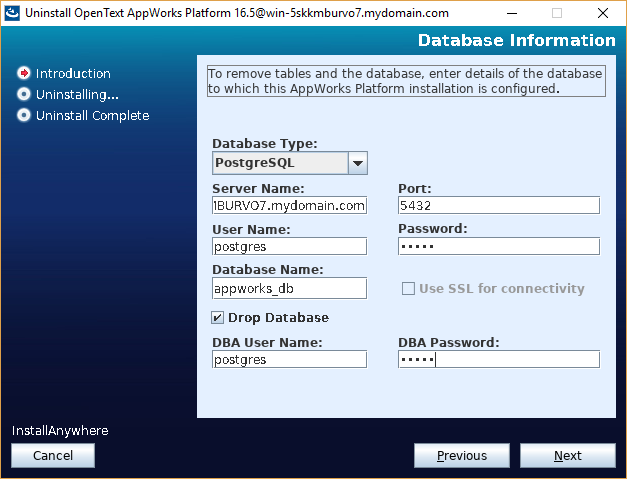 Uninstall OpenText AppWorks Platform 16.5@win-5skkmburvo7.mydomain.com
Database Information
Introduction
Uninstalling...
Uninstall Complete
To remove tables and the database, enter details of the database
to which this AppWorks Platform installation is configured.
Database Type:
PostgreSQL
Server Name: Port:
BURVO7.mydomain.com 5432
User Name: Password:
postgres •••••
Database Name:
appworks_db Use SSL for connectivity
Drop Database
DBA User Name: DBA Password:
postgres •••••
InstallAnywhere
Cancel Previous Next